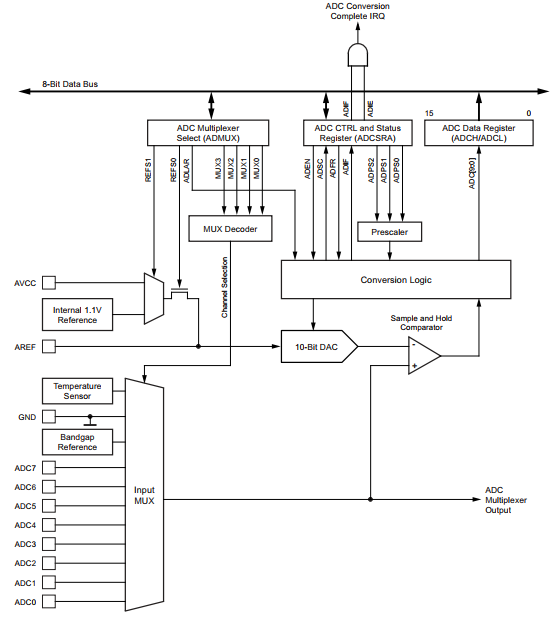 ADC Conversion
Complete IRQ
8-Bit Data Bus
ADIF
ADIE
15
0
ADC Multiplexer
Select (ADMUX)
ADC CTRL and Status
Register (ADCSRA)
ADC Data Register
(ADCH/ADCL)
REFS1
REFS0
ADLAR
MUX3
MUX2
MUX1
MUX0
ADEN
ADSC
ADFR
ADIF
ADPS2
ADPS1
ADPS0
ADC[9:0]
MUX Decoder
Prescaler
Channel Selection
Conversion Logic
AVCC
Internal 1.1V
Reference
Sample and Hold
Comparator
AREF
10-Bit DAC
-
+
Temperature
Sensor
GND
Bandgap
Reference
ADC7
ADC6
ADC5
ADC4
ADC3
ADC2
ADC1
ADC0
Input
MUX
ADC
Multiplexer
Output